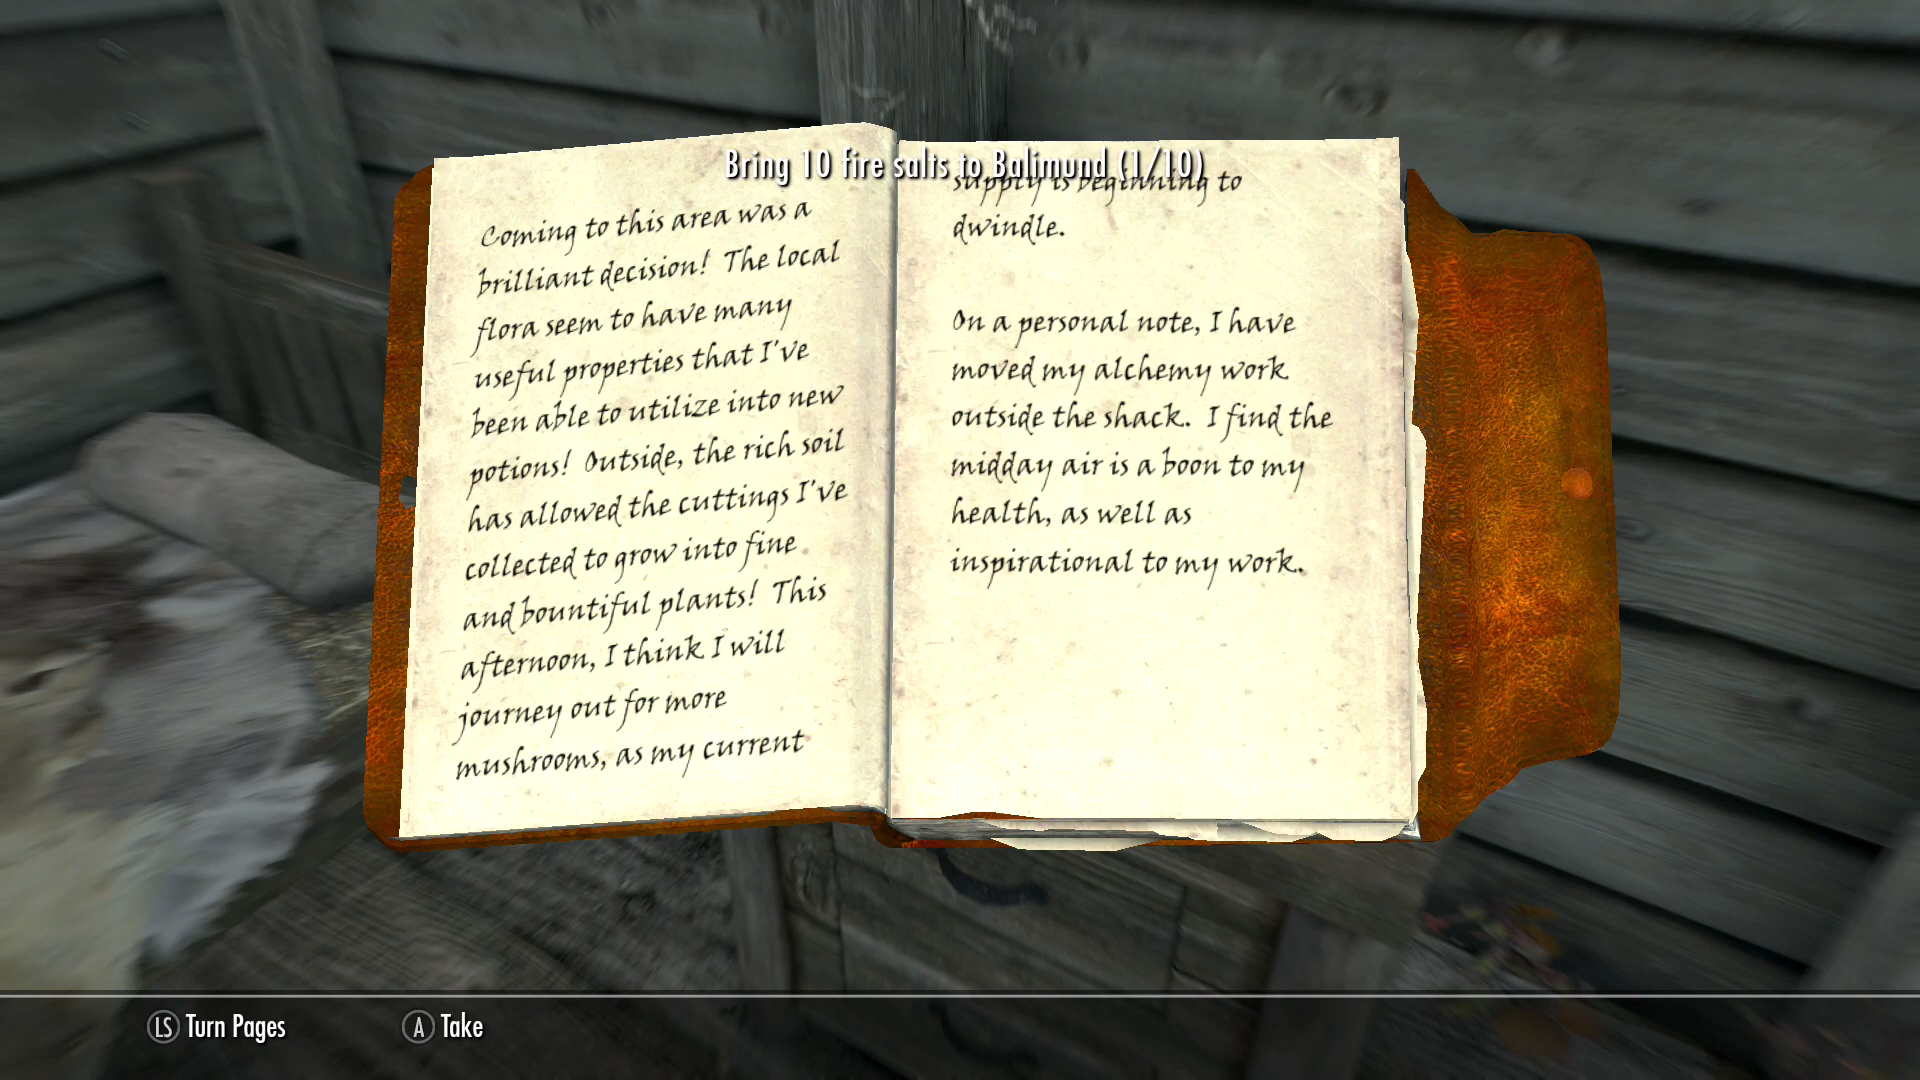 Bring 10 fire salts to Balimund (1/10)
Coming to this area was a
brilliant decision! The local
flora seem to have many
useful properties that I've
been able to utilize into new
potions! Outside, the rich soil
has allowed the cuttings I've
collected to grow into fine
and bountiful plants! This
afternoon, I think I will
journey out for more
mushrooms, as my current
supply is beginning to
dwindle.
On a personal note, I have
moved my alchemy work
outside the shack. I find the
midday air is a boon to my
health, as well as
inspirational to my work.
LS Turn Pages
A Take